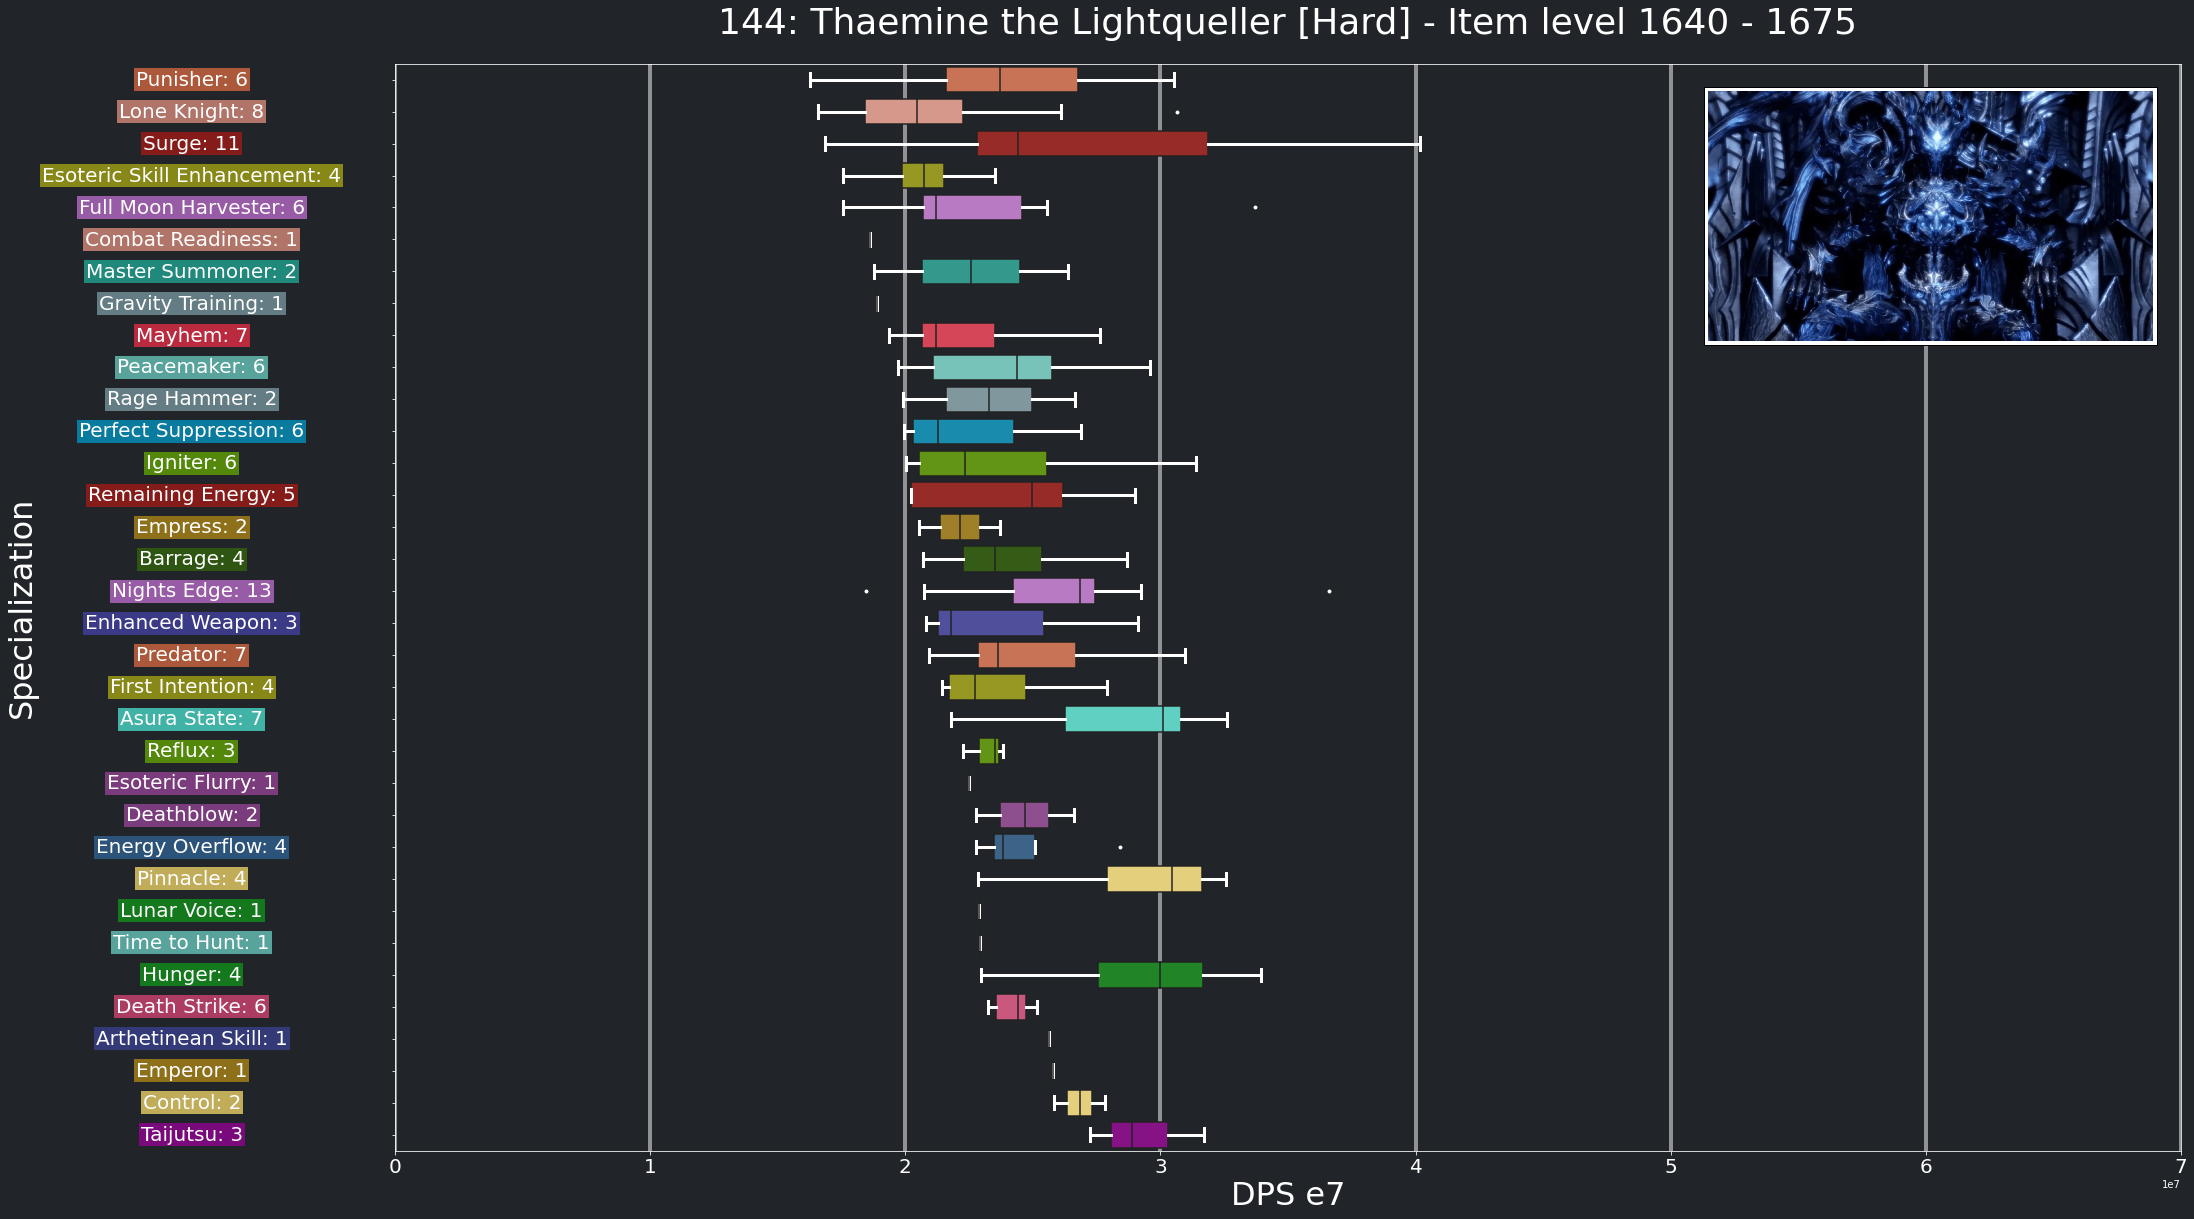 144: Thaemine the Lightqueller [Hard] - Item level 1640 - 1675
Specialization
Punisher: 6
Lone Knight: 8
Surge: 11
Esoteric Skill Enhancement: 4
Full Moon Harvester: 6
Combat Readiness: 1
Master Summoner: 2
Gravity Training: 1
Mayhem: 7
Peacemaker: 6
Rage Hammer: 2
Perfect Suppression: 6
Igniter: 6
Remaining Energy: 5
Empress: 2
Barrage: 4
Nights Edge: 13
Enhanced Weapon: 3
Predator: 7
First Intention: 4
Asura State: 7
Reflux: 3
Esoteric Flurry: 1
Deathblow: 2
Energy Overflow: 4
Pinnacle: 4
Lunar Voice: 1
Time to Hunt: 1
Hunger: 4
Death Strike: 6
Arthetinean Skill: 1
Emperor: 1
Control: 2
Taijutsu: 3
0 1 2 3 4 5 6 7
1e7
DPS e7